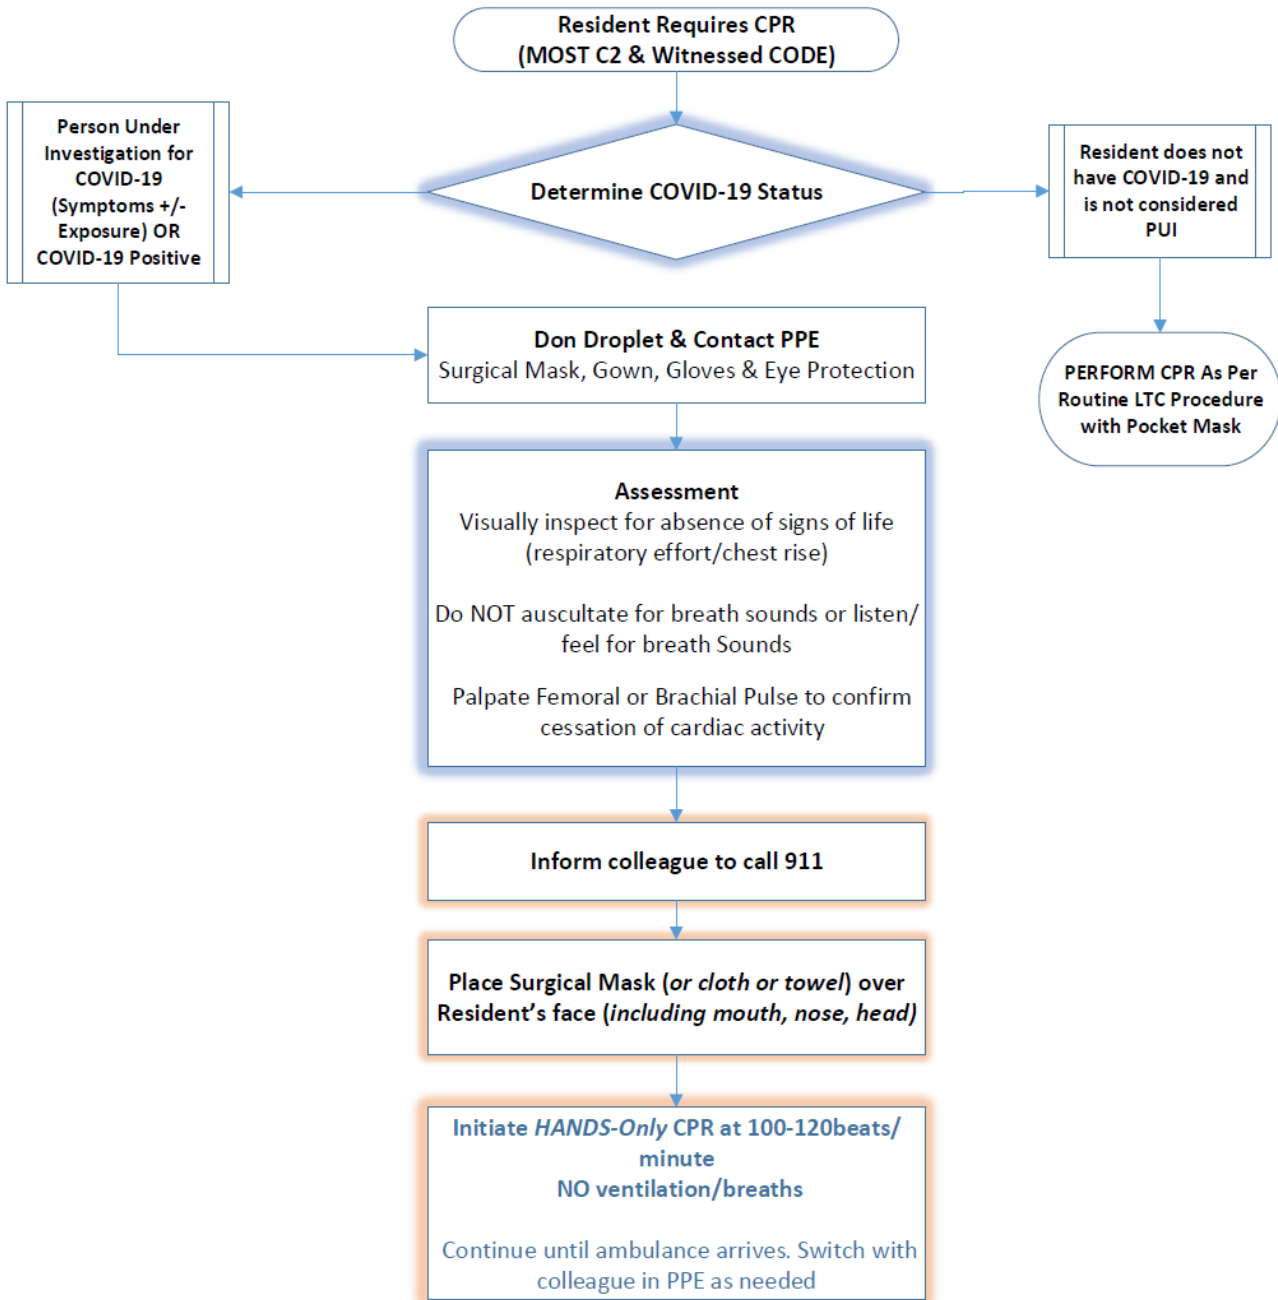 Resident Requires CPR
(MOST C2 & Witnessed CODE)
Determine COVID-19 Status
Person Under
Investigation for
COVID-19
(Symptoms +/-
Exposure) OR
COVID-19 Positive
Resident does not
have COVID-19 and
is not considered
PUI
PERFORM CPR As Per
Routine LTC Procedure
with Pocket Mask
Don Droplet & Contact PPE
Surgical Mask, Gown, Gloves & Eye Protection
Assessment
Visually inspect for absence of signs of life
(respiratory effort/chest rise)
Do NOT auscultate for breath sounds or listen/
feel for breath Sounds
Palpate Femoral or Brachial Pulse to confirm
cessation of cardiac activity
Inform colleague to call 911
Place Surgical Mask (or cloth or towel) over
Resident’s face (including mouth, nose, head)
Initiate HANDS-Only CPR at 100-120beats/
minute
NO ventilation/breaths
Continue until ambulance arrives. Switch with
colleague in PPE as needed